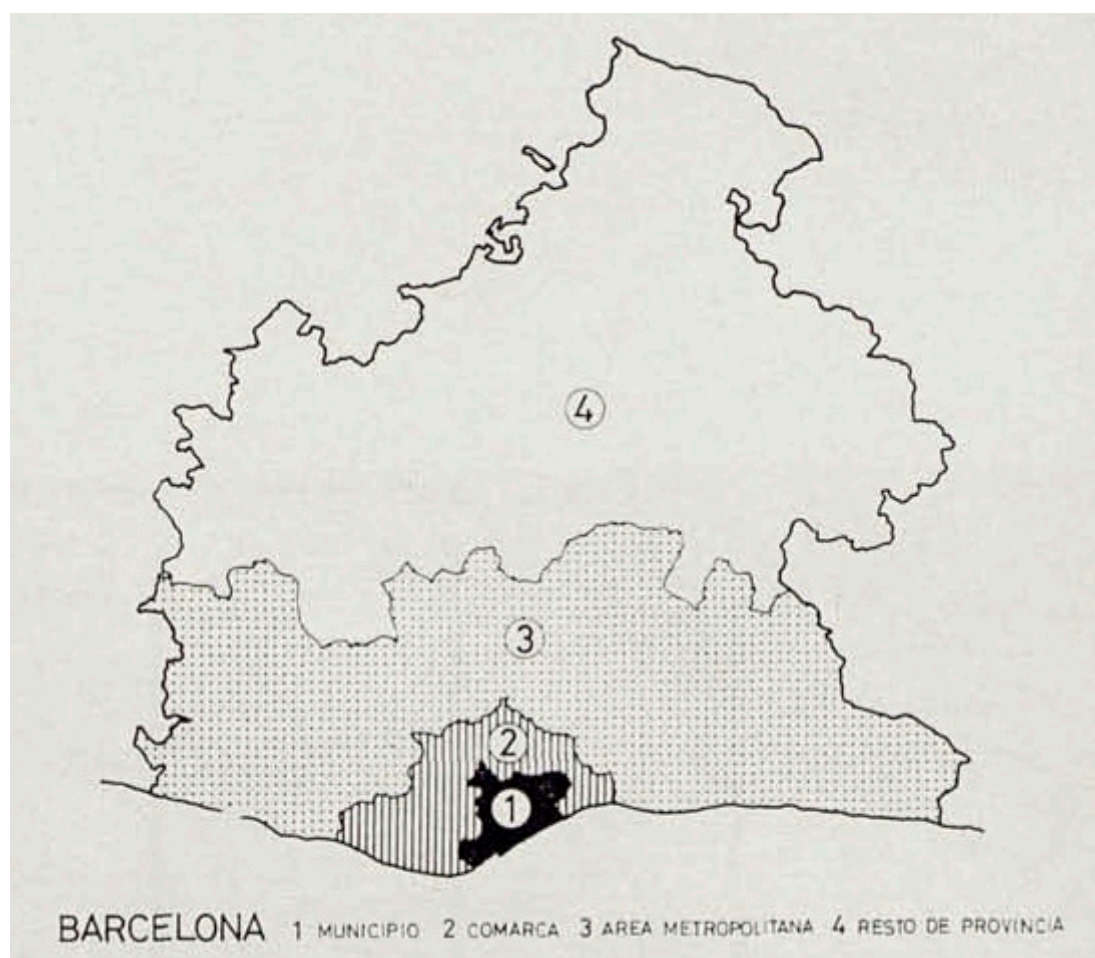 4
3
2
1
BARCELONA 1 MUNICIPIO 2 COMARCA 3 AREA METROPOLITANA 4 RESTO DE PROVINCIA